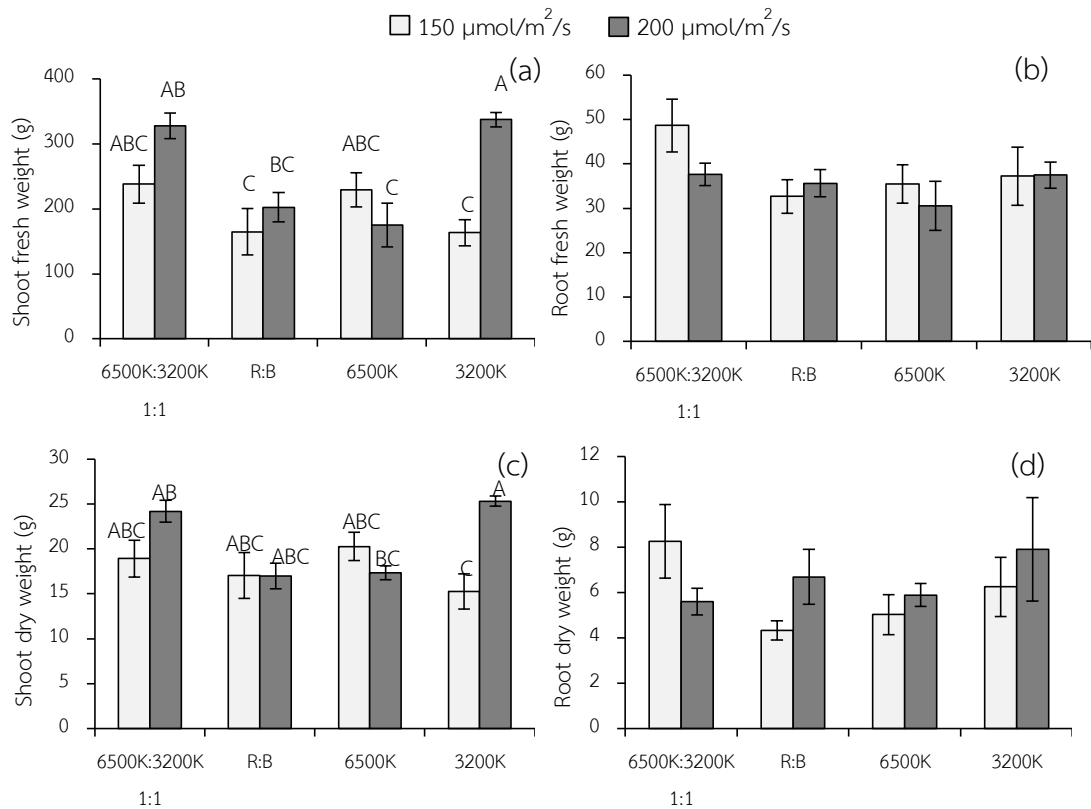 150 µmol/m²/s 200 µmol/m²/s
(a)
Shoot fresh weight (g)
400
300
200
100
0
ABC AB C BC ABC C C A
6500K:3200K R:B 6500K 3200K
1:1
(b)
Root fresh weight (g)
60
50
40
30
20
10
0
6500K:3200K R:B 6500K 3200K
1:1
(c)
Shoot dry weight (g)
30
25
20
15
10
5
0
ABC AB ABC ABC ABC BC C A
6500K:3200K R:B 6500K 3200K
1:1
(d)
Root dry weight (g)
12
10
8
6
4
2
0
6500K:3200K R:B 6500K 3200K
1:1